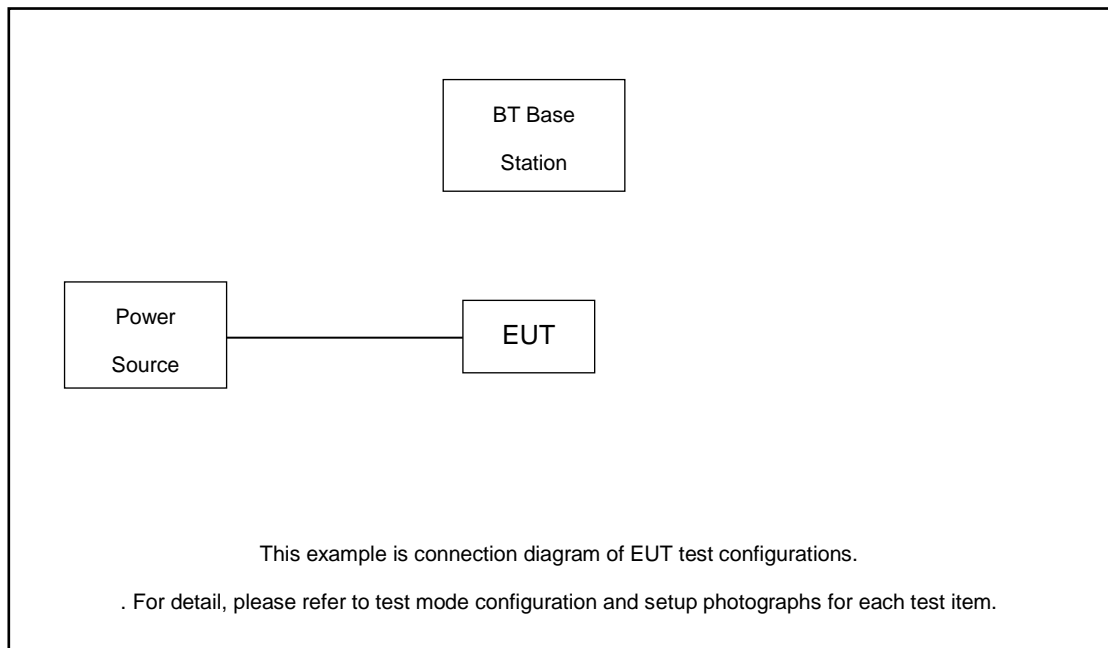 BT Base
Station
Power
Source
EUT
This example is connection diagram of EUT test configurations.
. For detail, please refer to test mode configuration and setup photographs for each test item.